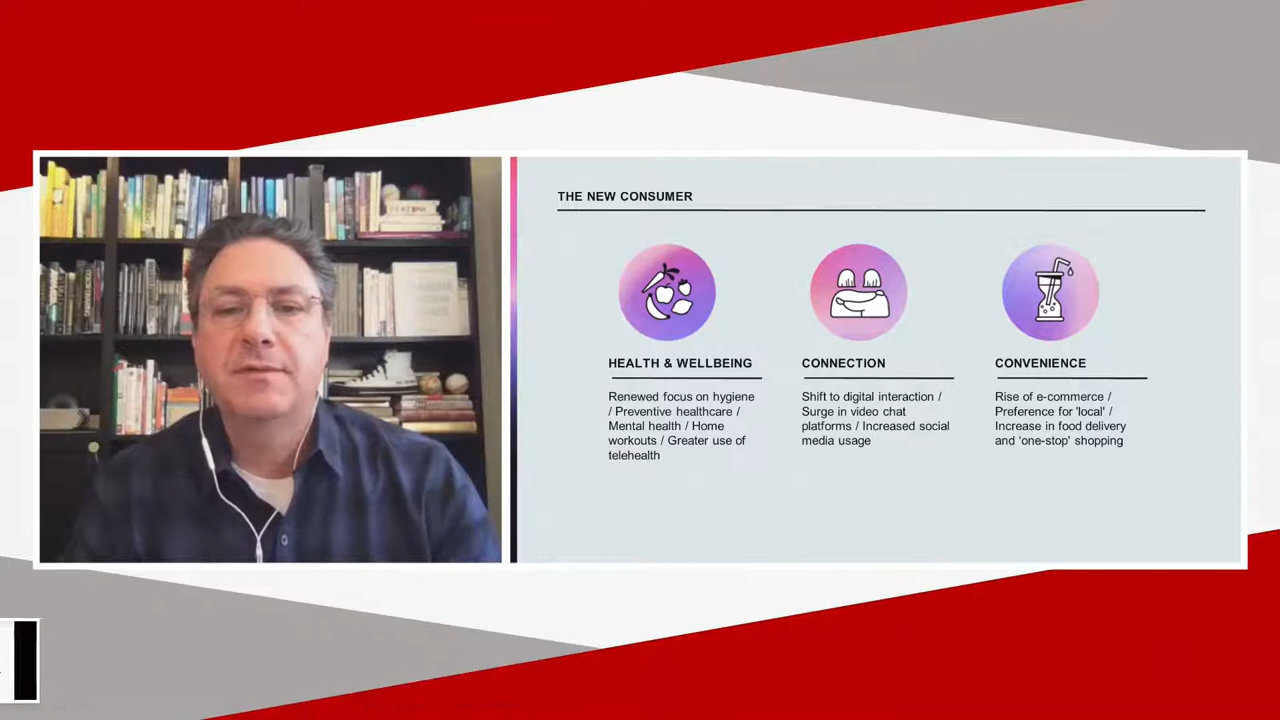 THE NEW CONSUMER
HEALTH & WELLBEING
Renewed focus on hygiene
/ Preventive healthcare /
Mental health / Home
workouts / Greater use of
telehealth
CONNECTION
Shift to digital interaction /
Surge in video chat
platforms / Increased social
media usage
CONVENIENCE
Rise of e-commerce /
Preference for 'local' /
Increase in food delivery
and 'one-stop' shopping